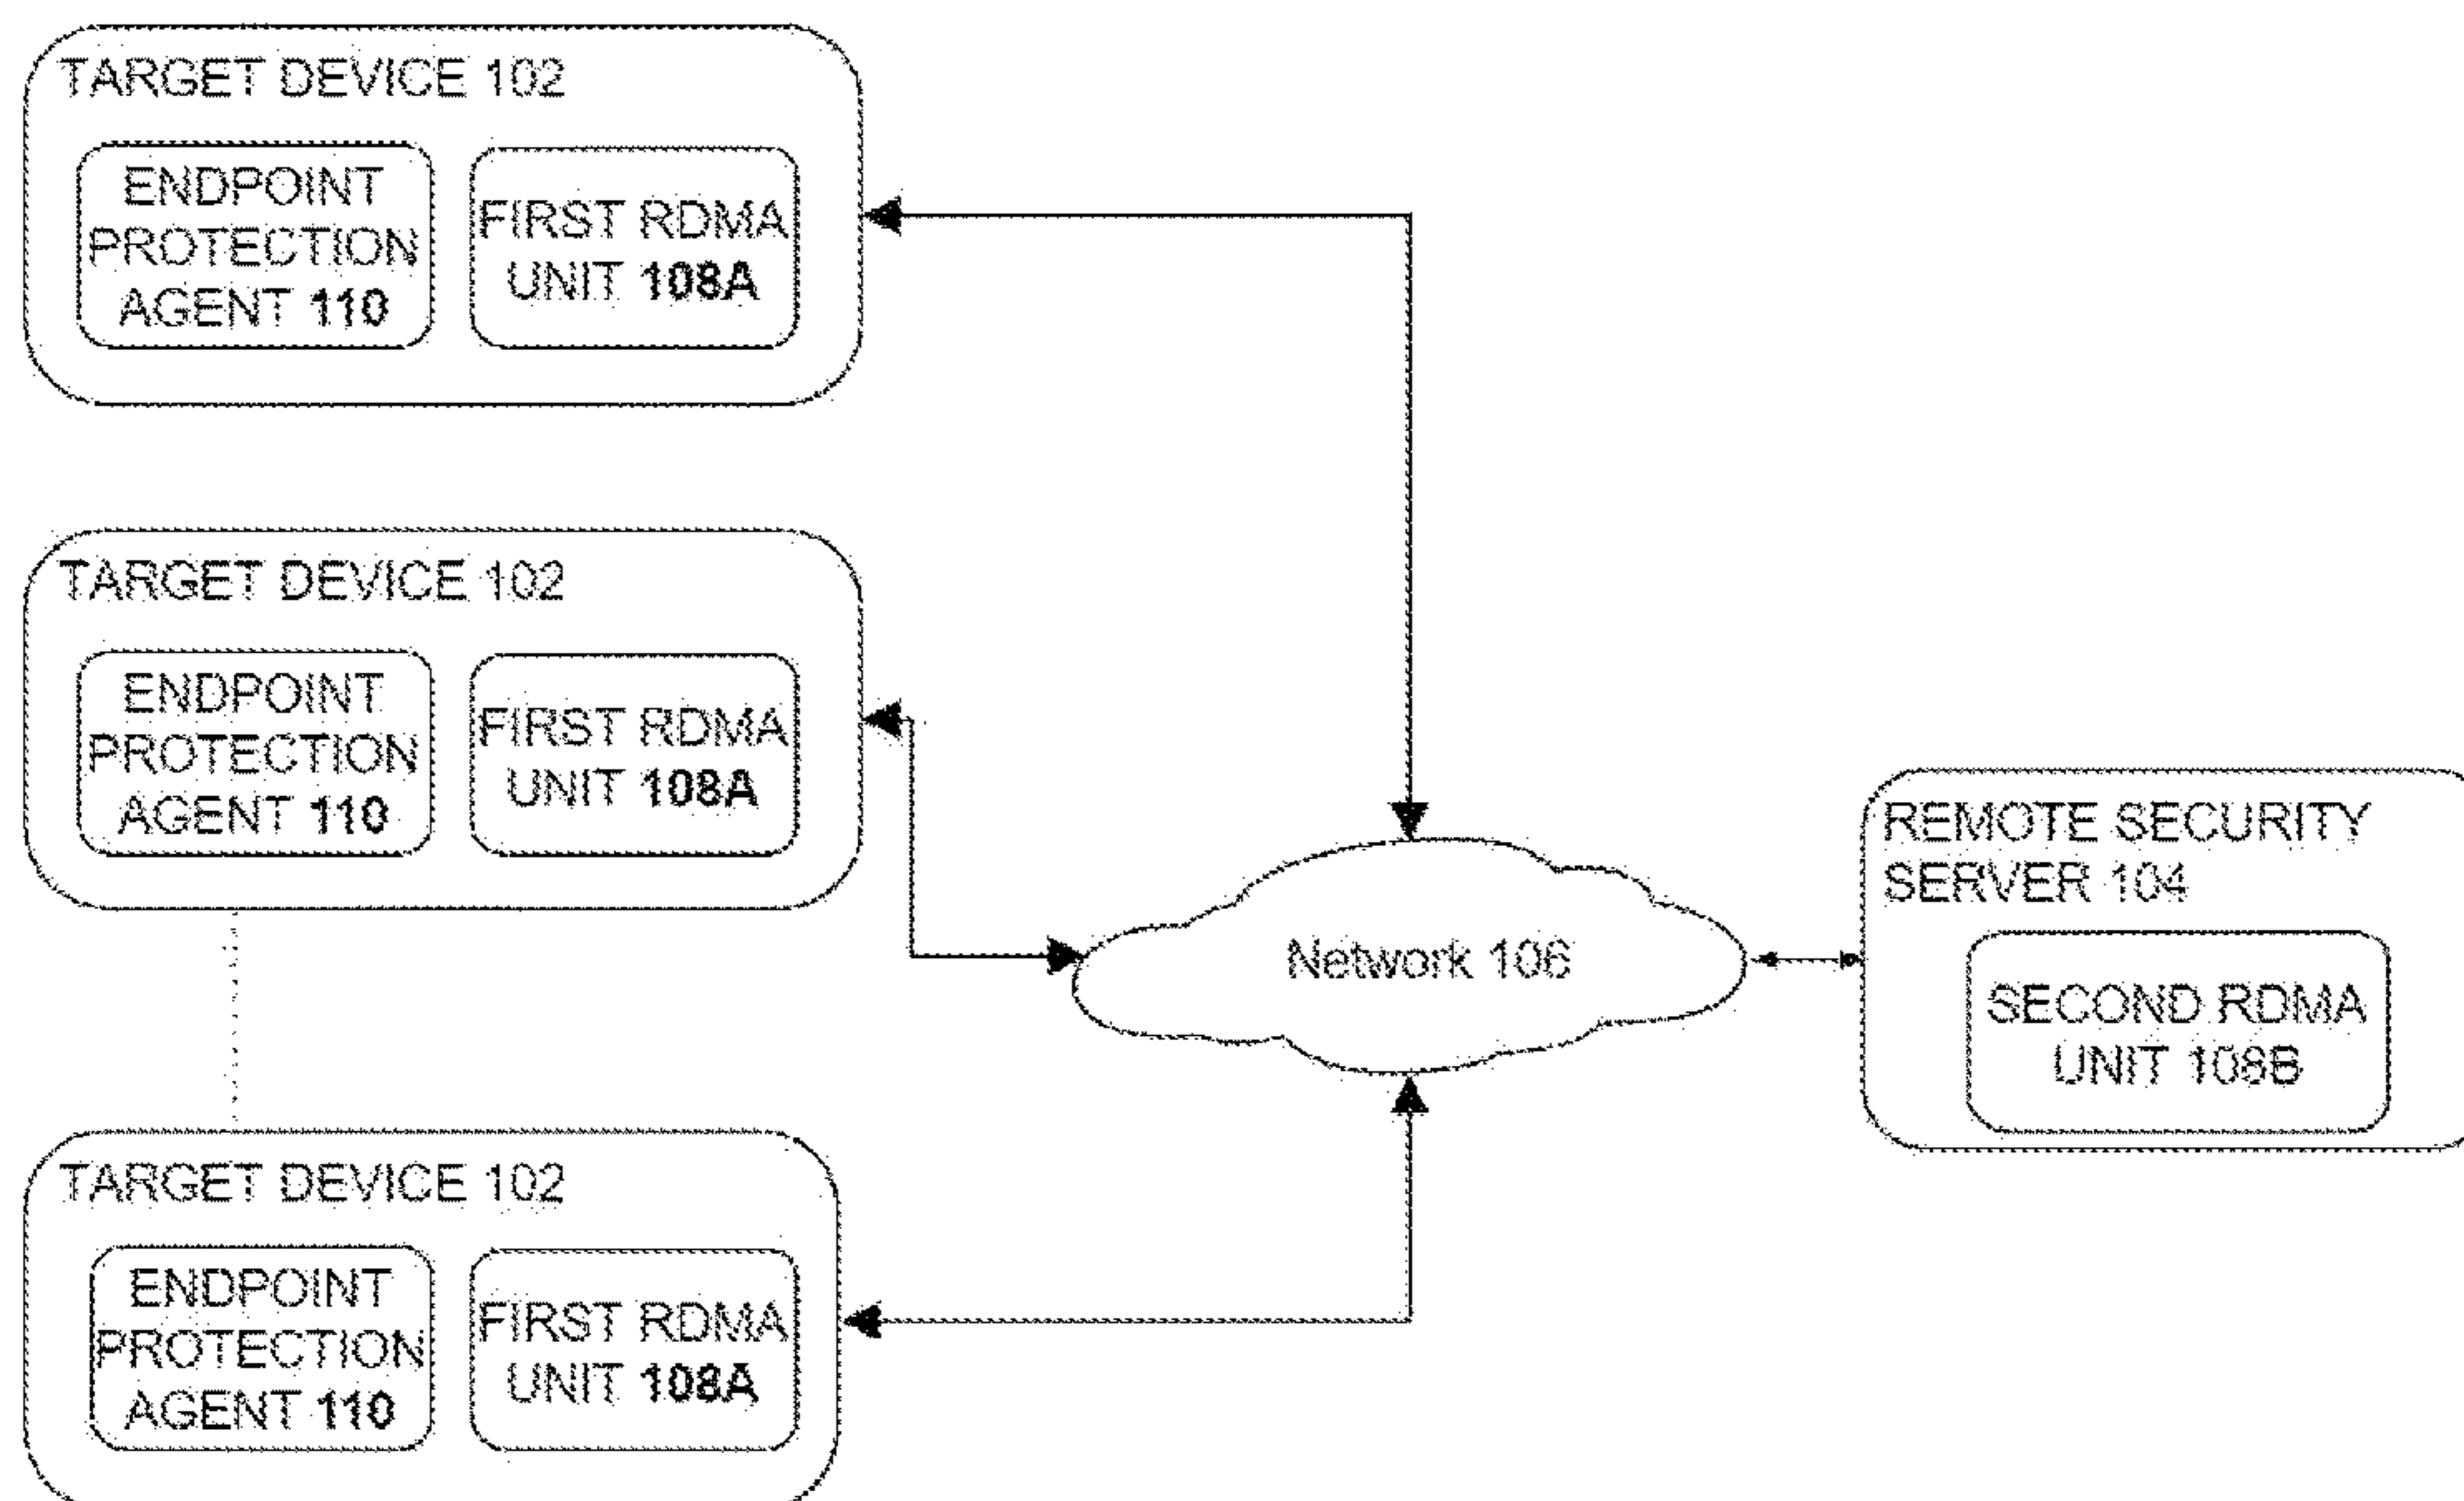 TARGET DEVICE 102
ENDPOINT
PROTECTION
AGENT 110
FIRST RDMA
UNIT 108A
TARGET DEVICE 102
ENDPOINT
PROTECTION
AGENT 110
FIRST RDMA
UNIT 108A
TARGET DEVICE 102
ENDPOINT
PROTECTION
AGENT 110
FIRST RDMA
UNIT 108A
Network 106
REMOTE SECURITY
SERVER 104
SECOND RDMA
UNIT 108B